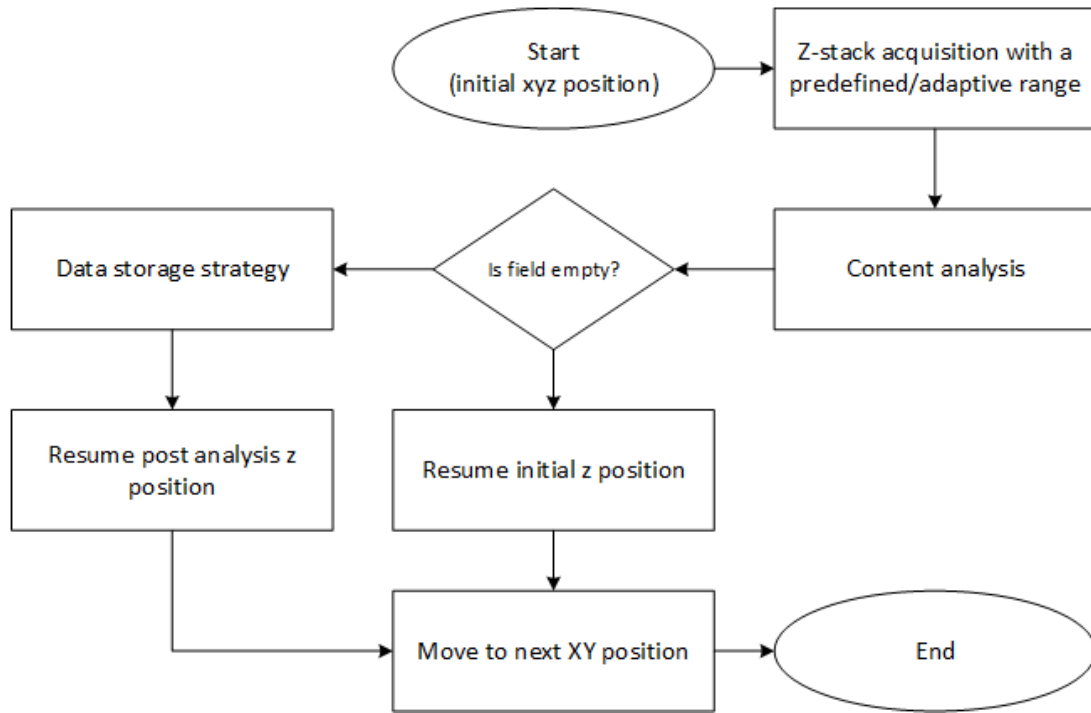 Start
(initial xyz position)
Z-stack acquisition with a
predefined/adaptive range
Data storage strategy
Is field empty?
Content analysis
Resume post analysis z
position
Resume initial z position
Move to next XY position
End